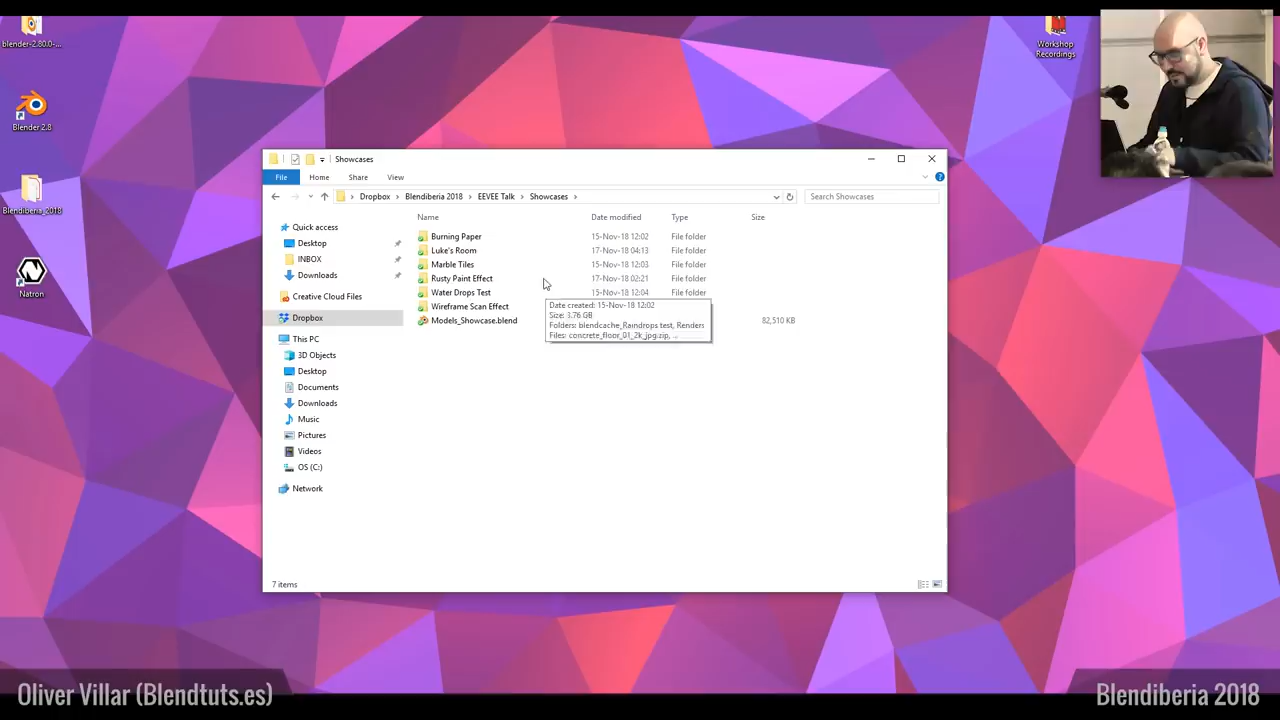 blender-2.80.0-...
Blender 2.8
Blendiberia_2018
Natron
Workshop
Recordings
Showcases
File
Home
Share
View
Dropbox
Blendiberia 2018
EEVEE Talk
Showcases
Search Showcases
Name
Date modified
Type
Size
Burning Paper
15-Nov-18 12:02
File folder
Luke's Room
17-Nov-18 04:13
File folder
Marble Tiles
15-Nov-18 12:03
File folder
Rusty Paint Effect
17-Nov-18 02:21
File folder
Water Drops Test
15-Nov-18 12:04
File folder
Wireframe Scan Effect
Models_Showcase.blend
82,510 KB
Date created: 15-Nov-18 12:02
Size: 3.76 GB
Folders: blendcache_Raindrops test, Renders
Files: concrete_floor_01_2k_jpg.zip, ...
Quick access
Desktop
INBOX
Downloads
Creative Cloud Files
Dropbox
This PC
3D Objects
Desktop
Documents
Downloads
Music
Pictures
Videos
OS (C:)
Network
7 items
Oliver Villar (Blendtuts.es)
Blendiberia 2018